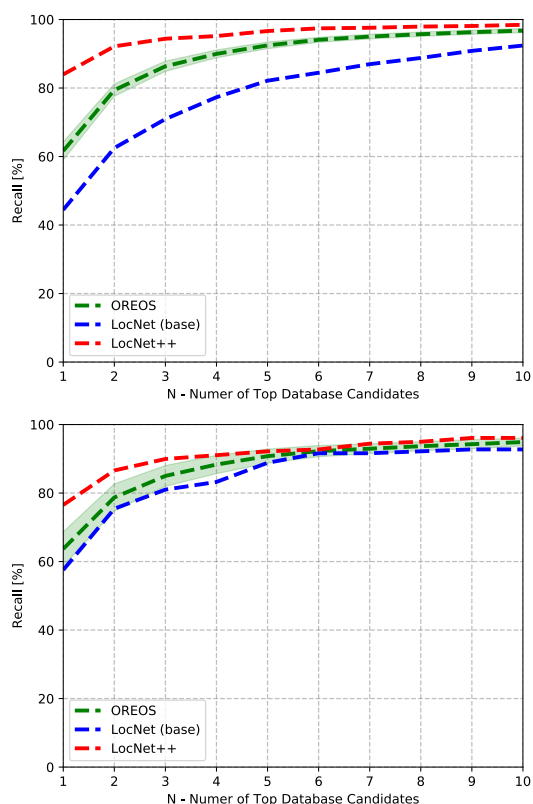 100
80
60
40
20
0
Recall [%]
OREOS
LocNet (base)
LocNet++
1 2 3 4 5 6 7 8 9 10
N - Numer of Top Database Candidates
100
80
60
40
20
0
Recall [%]
OREOS
LocNet (base)
LocNet++
1 2 3 4 5 6 7 8 9 10
N - Numer of Top Database Candidates